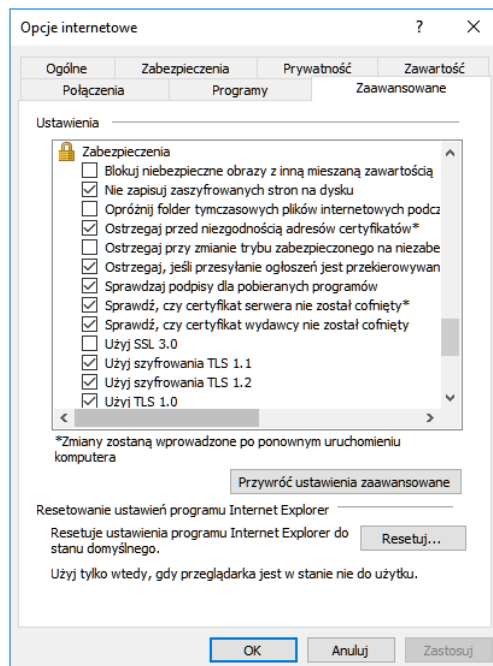 Opcje internetowe
Ogólne Zabezpieczenia Prywatność Zawartość
Połączenia Programy Zaawansowane
Ustawienia
Zabezpieczenia
Blokuj niebezpieczne obrazy z inną mieszaną zawartością
Nie zapisuj zaszyfrowanych stron na dysku
Opróżnij folder tymczasowych plików internetowych podcz
Ostrzegaj przed niezgodnością adresów certyfikatów*
Ostrzegaj przy zmianie trybu zabezpieczonego na niezabe
Ostrzegaj, jeśli przesyłanie ogłoszeń jest przekierowywan
Sprawdzaj podpisy dla pobieranych programów
Sprawdź, czy certyfikat serwera nie został cofnięty*
Sprawdź, czy certyfikat wydawcy nie został cofnięty
Użyj SSL 3.0
Użyj szyfrowania TLS 1.1
Użyj szyfrowania TLS 1.2
Użyj TLS 1.0
*Zmiany zostaną wprowadzone po ponownym uruchomieniu
komputera
Przywróć ustawienia zaawansowane
Resetowanie ustawień programu Internet Explorer
Resetuje ustawienia programu Internet Explorer do
stanu domyślnego.
Resetuj...
Użyj tylko wtedy, gdy przeglądarka jest w stanie nie do użytku.
OK Anuluj Zastosuj